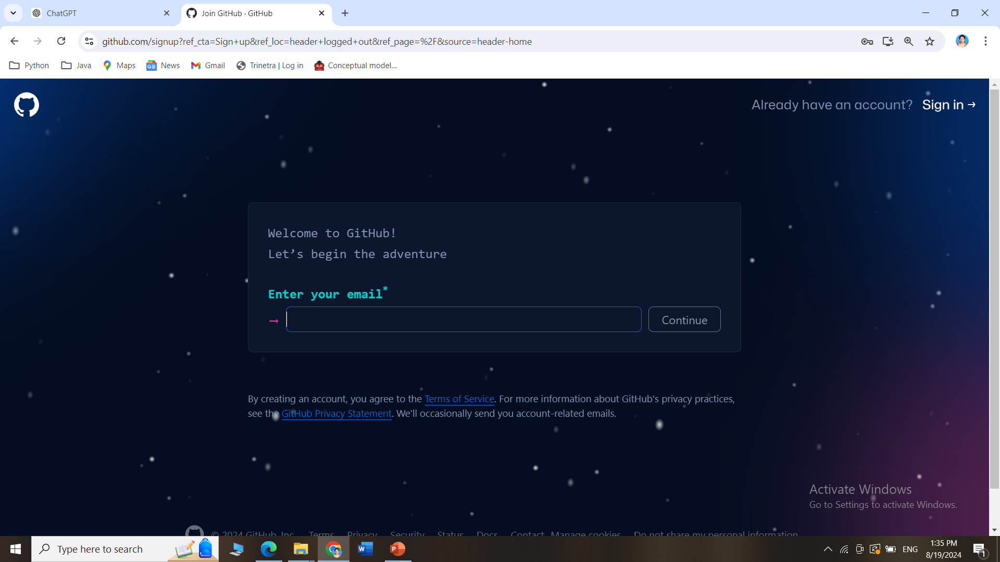 ChatGPT
Join GitHub · GitHub
github.com/signup?ref_cta=Sign+up&ref_loc=header+logged+out&ref_page=%2F&source=header-home
Python
Java
Maps
News
Gmail
Trinetra | Log in
Conceptual model...
Already have an account? Sign in →
Welcome to GitHub!
Let’s begin the adventure
Enter your email*
→
Continue
By creating an account, you agree to the Terms of Service. For more information about GitHub's privacy practices,
see the GitHub Privacy Statement. We'll occasionally send you account-related emails.
Activate Windows
Go to Settings to activate Windows.
© 2024 GitHub, Inc. Terms Privacy Security Status Docs Contact Manage cookies Do not share my personal information
Type here to search
ENG
1:35 PM
8/19/2024
1